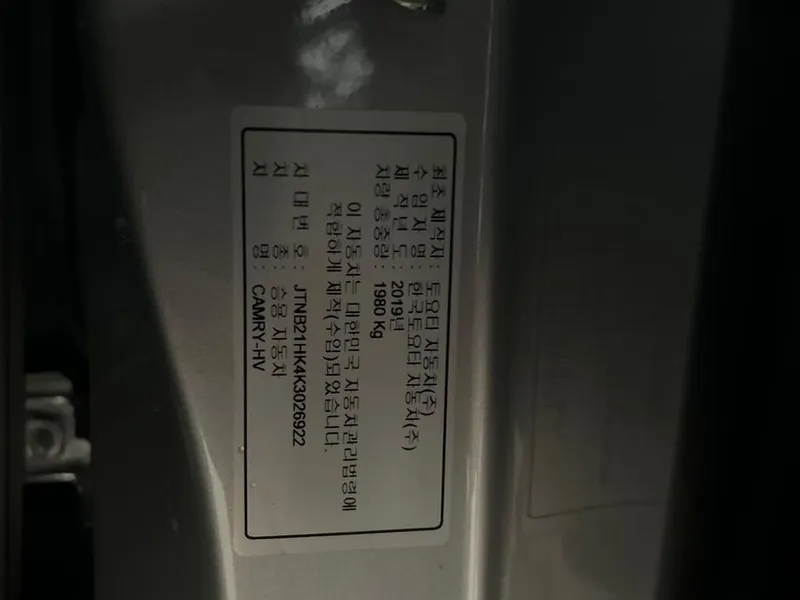 최초 제작자 : 토요타 자동차(주)
수 입 자 명 : 한국토요타 자동차(주)
제 작 년 도 : 2019년
차량 총중량 : 1980 Kg
이 자동차는 대한민국 자동차관리법령에
적합하게 제작(수입)되었습니다.
차 대 번 호 : JTNB21HK4K3026922
차 종 : 승용 자동차
차 명 : CAMRY-HV